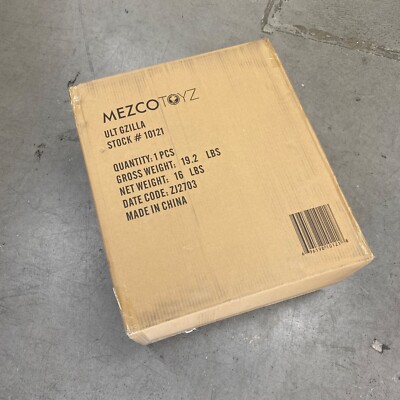 MEZCOTOYZ
ULT GZILLA
STOCK # 10121
QUANTITY: 1 PCS
GROSS WEIGHT: 19.2 LBS
NET WEIGHT: 16 LBS
DATE CODE: ZJ2703
MADE IN CHINA